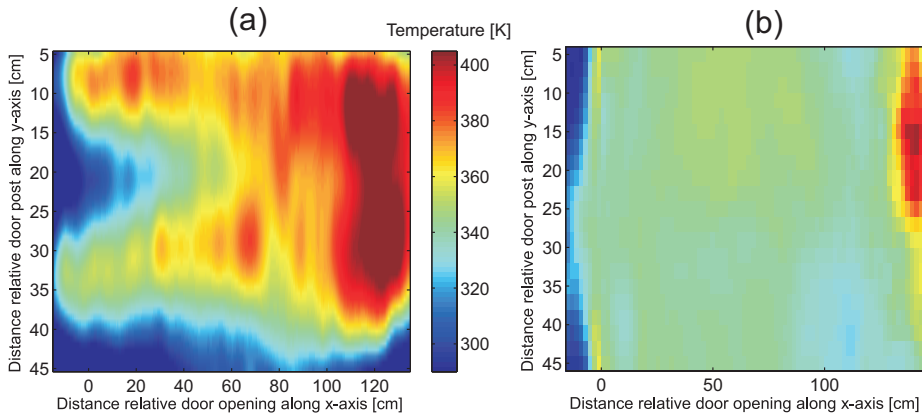 (a)
Temperature [K]
(b)
Distance relative door post along y-axis [cm]
5
10
15
20
25
30
35
40
45
0 20 40 60 80 100 120
Distance relative door opening along x-axis [cm]
400
380
360
340
320
300
Distance relative door post along y-axis [cm]
5
10
15
20
25
30
35
40
45
0 50 100
Distance relative door opening along x-axis [cm]